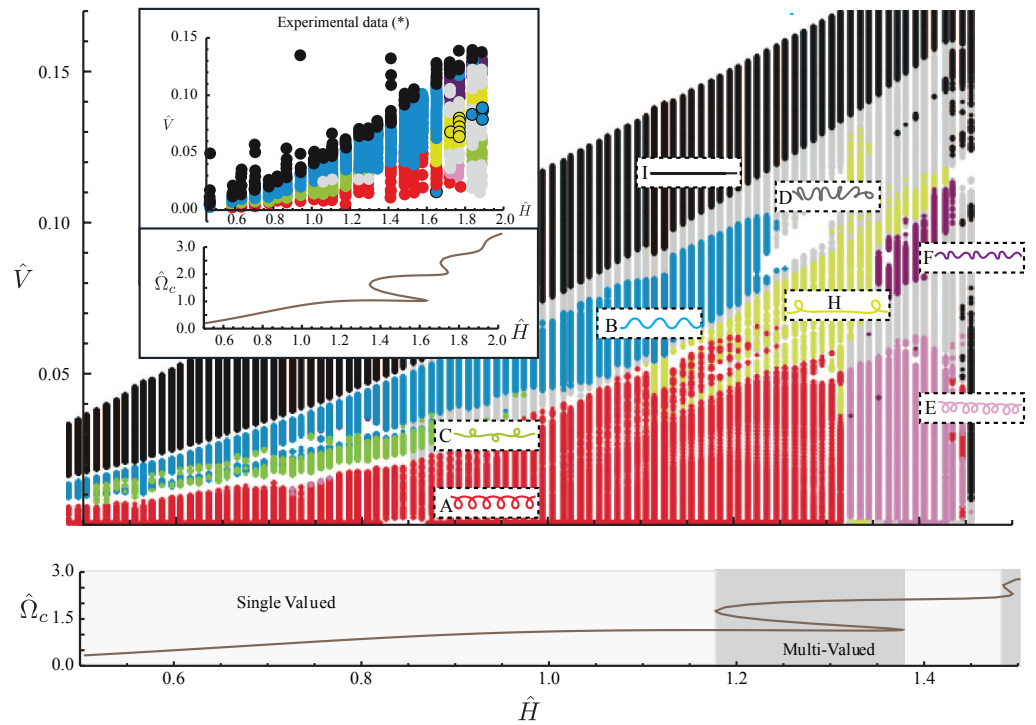 Experimental data (*)
0.15
0.10
V̂
0.05
0.00
0.6
0.8
1.0
1.2
1.4
1.6
1.8
2.0
Ĥ
3.0
Ω̂c
2.0
1.0
0.0
0.6
0.8
1.0
1.2
1.4
1.6
1.8
2.0
Ĥ
0.15
0.10
V̂
0.05
I
D
F
H
B
E
C
A
3.0
Ω̂c
1.5
0.0
Single Valued
Multi-Valued
0.6
0.8
1.0
1.2
1.4
Ĥ